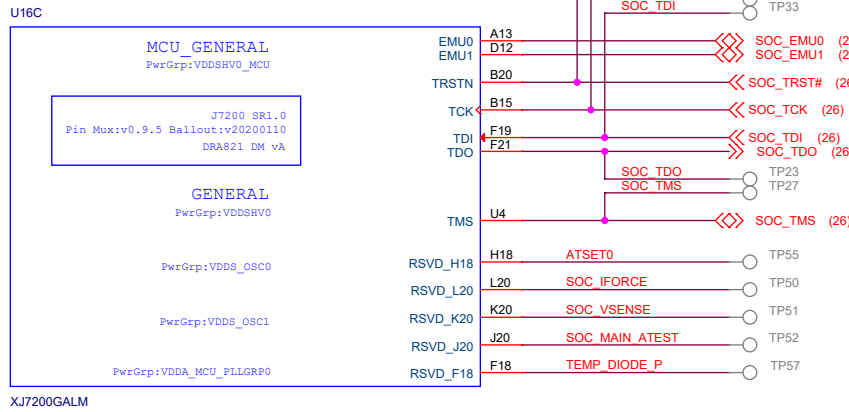 SOC_TDI TP33
U16C
MCU_GENERAL
PwrGrp:VDDSHV0_MCU
J7200 SR1.0
Pin Mux:v0.9.5 Ballout:v20200110
DRA821 DM vA
GENERAL
PwrGrp:VDDSHV0
PwrGrp:VDDS_OSC0
PwrGrp:VDDS_OSC1
PwrGrp:VDDA_MCU_PLLGRP0
EMU0 A13 SOC_EMU0 (2
EMU1 D12 SOC_EMU1 (2
TRSTN B20 SOC_TRST# (26
TCK B15 SOC_TCK (26)
TDI F19 SOC_TDI (26)
TDO F21 SOC_TDO (26
SOC_TDO TP23
SOC_TMS TP27
TMS U4 SOC_TMS (26)
RSVD_H18 H18 ATSET0 TP55
RSVD_L20 L20 SOC_IFORCE TP50
RSVD_K20 K20 SOC_VSENSE TP51
RSVD_J20 J20 SOC_MAIN_ATEST TP52
RSVD_F18 F18 TEMP_DIODE_P TP57
XJ7200GALM